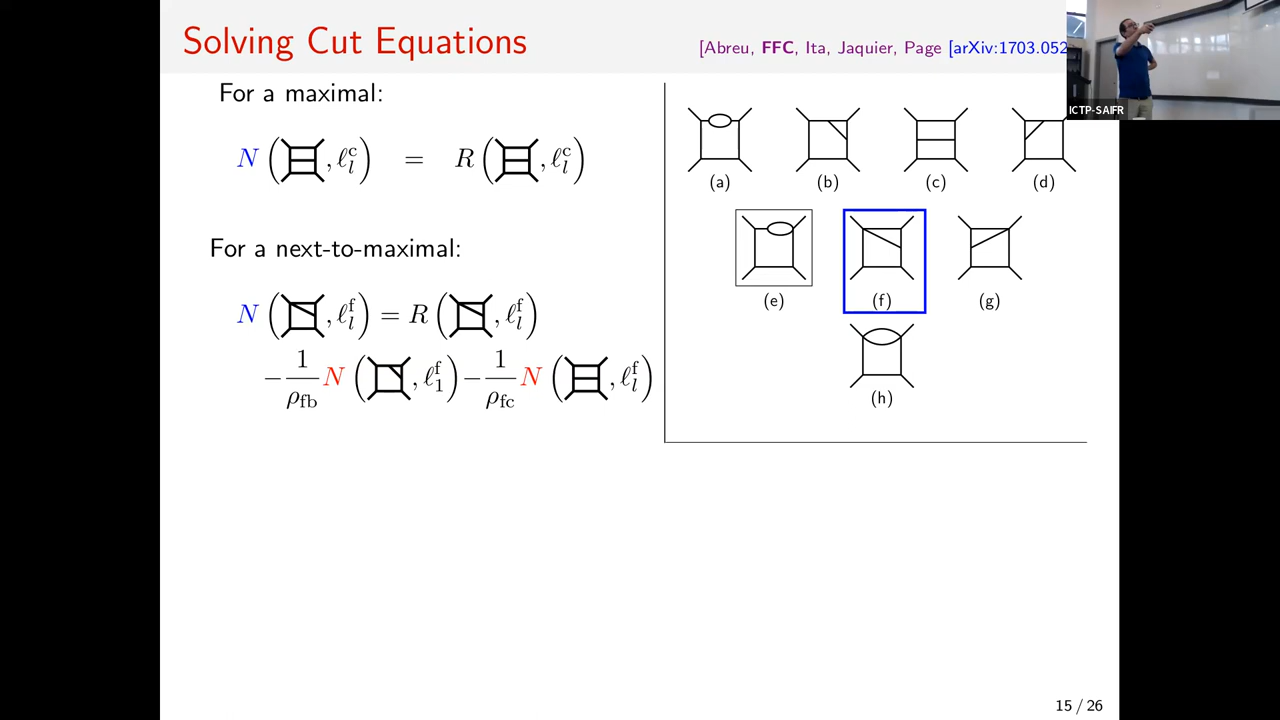 Solving Cut Equations
[Abreu, FFC, Ita, Jaquier, Page [arXiv:1703.052
ICTP-SAIFR
For a maximal:
N ( , ℓ_l^c ) = R ( , ℓ_l^c )
For a next-to-maximal:
N ( , ℓ_l^f ) = R ( , ℓ_l^f )
− 1/ρ_fb N ( , ℓ_1^f ) − 1/ρ_fc N ( , ℓ_l^f )
(a) (b) (c) (d)
(e) (f) (g)
(h)
15 / 26